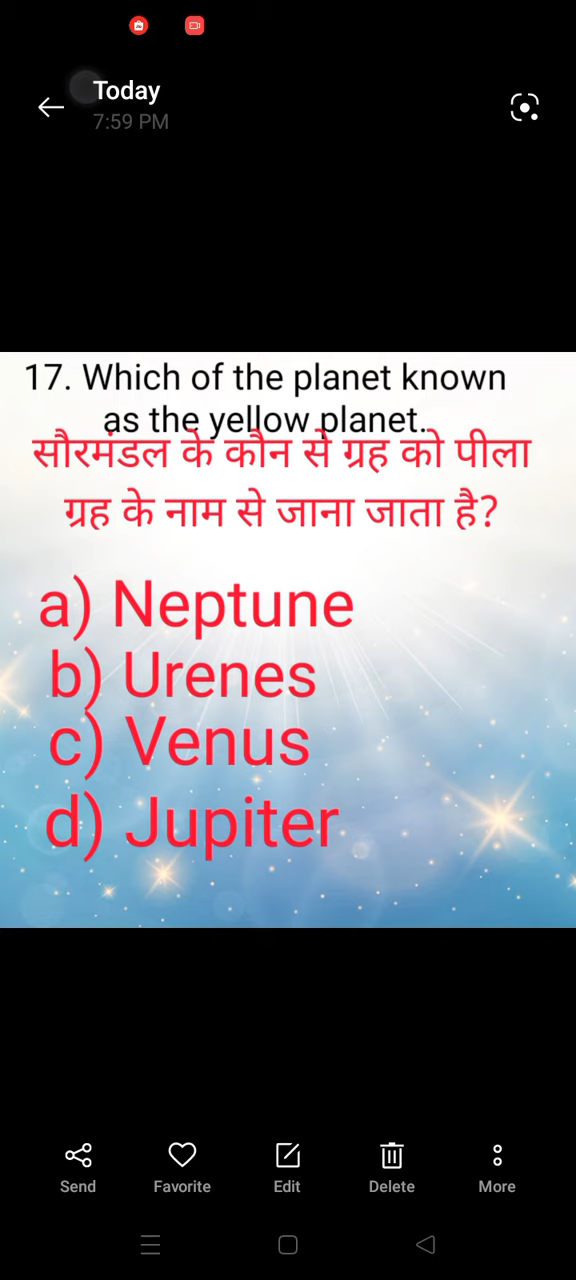 Today
7:59 PM
17. Which of the planet known
as the yellow planet.
सौरमंडल के कौन से ग्रह को पीला
ग्रह के नाम से जाना जाता है?
a) Neptune
b) Urenes
c) Venus
d) Jupiter
Send Favorite Edit Delete More